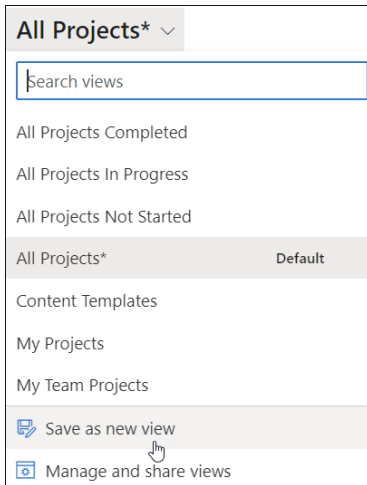 All Projects*
Search views
All Projects Completed
All Projects In Progress
All Projects Not Started
All Projects* Default
Content Templates
My Projects
My Team Projects
Save as new view
Manage and share views